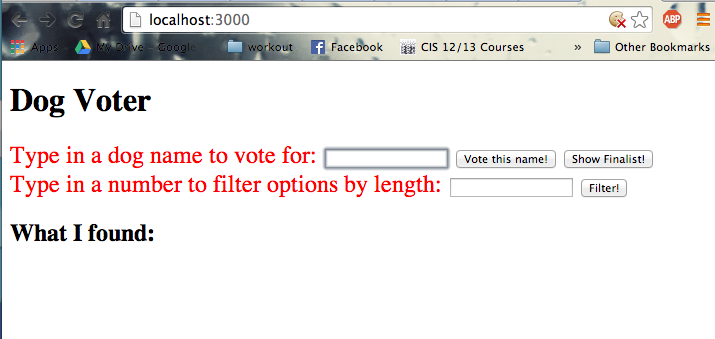 localhost:3000
ABP
Apps My Drive - Google workout Facebook CIS 12/13 Courses » Other Bookmarks
Dog Voter
Type in a dog name to vote for: Vote this name! Show Finalist!
Type in a number to filter options by length: Filter!
What I found: